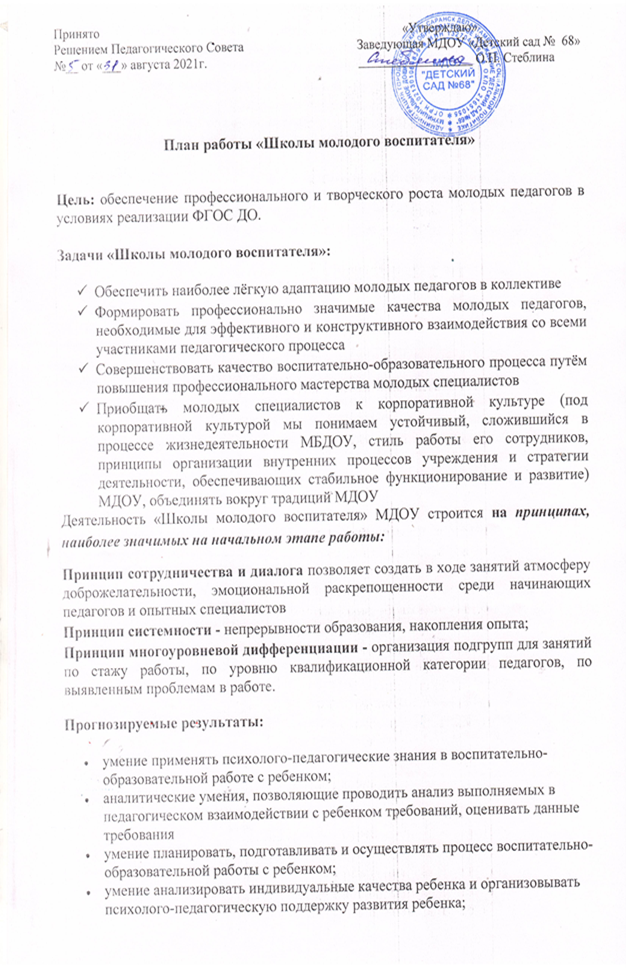 Принято
«Утверждаю»
Решением Педагогического Совета
Заведующая МДОУ «Детский сад № 68»
№ 5 от «31» августа 2021г.
О.П. Стеблина
"ДЕТСКИЙ
САД №68"
План работы «Школы молодого воспитателя»
Цель: обеспечение профессионального и творческого роста молодых педагогов в
условиях реализации ФГОС ДО.
Задачи «Школы молодого воспитателя»:
✓ Обеспечить наиболее лёгкую адаптацию молодых педагогов в коллективе
✓ Формировать профессионально значимые качества молодых педагогов,
необходимые для эффективного и конструктивного взаимодействия со всеми
участниками педагогического процесса
✓ Совершенствовать качество воспитательно-образовательного процесса путём
повышения профессионального мастерства молодых специалистов
✓ Приобщать молодых специалистов к корпоративной культуре (под
корпоративной культурой мы понимаем устойчивый, сложившийся в
процессе жизнедеятельности МБДОУ, стиль работы его сотрудников,
принципы организации внутренних процессов учреждения и стратегии
деятельности, обеспечивающих стабильное функционирование и развитие)
МДОУ, объединять вокруг традиций МДОУ
Деятельность «Школы молодого воспитателя» МДОУ строится на принципах,
наиболее значимых на начальном этапе работы:
Принцип сотрудничества и диалога позволяет создать в ходе занятий атмосферу
доброжелательности, эмоциональной раскрепощенности среди начинающих
педагогов и опытных специалистов
Принцип системности - непрерывности образования, накопления опыта;
Принцип многоуровневой дифференциации - организация подгрупп для занятий
по стажу работы, по уровню квалификационной категории педагогов, по
выявленным проблемам в работе.
Прогнозируемые результаты:
• умение применять психолого-педагогические знания в воспитательно-
образовательной работе с ребенком;
• аналитические умения, позволяющие проводить анализ выполняемых в
педагогическом взаимодействии с ребенком требований, оценивать данные
требования
• умение планировать, подготавливать и осуществлять процесс воспитательно-
образовательной работы с ребенком;
• умение анализировать индивидуальные качества ребенка и организовывать
психолого-педагогическую поддержку развития ребенка;